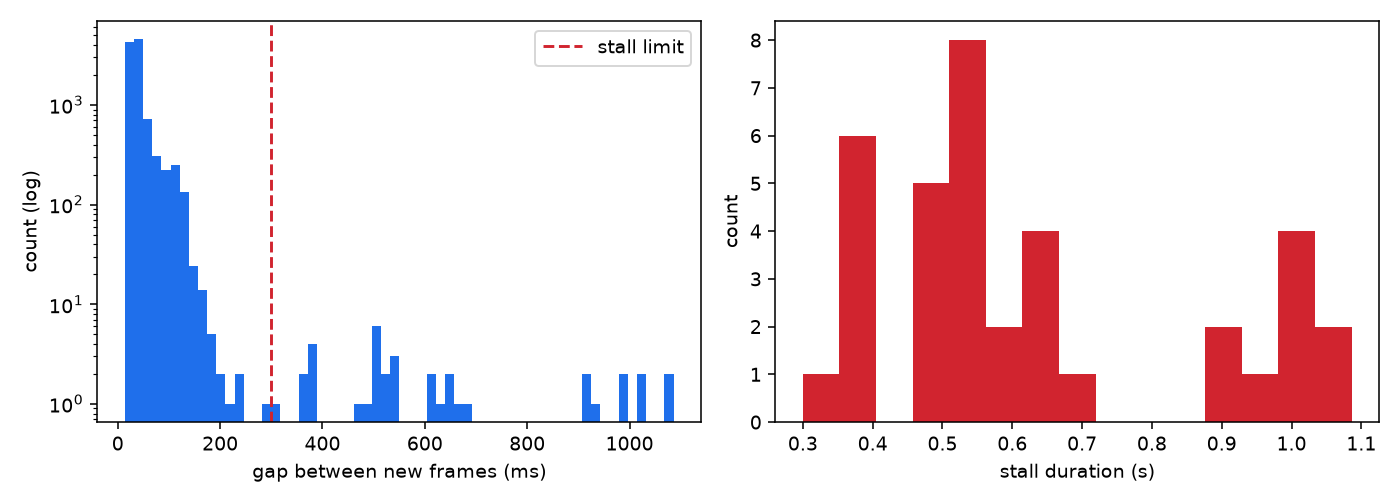 stall limit
10³
10²
10¹
10⁰
count (log)
0 200 400 600 800 1000
gap between new frames (ms)
8
7
6
5
4
3
2
1
0
count
0.3 0.4 0.5 0.6 0.7 0.8 0.9 1.0 1.1
stall duration (s)